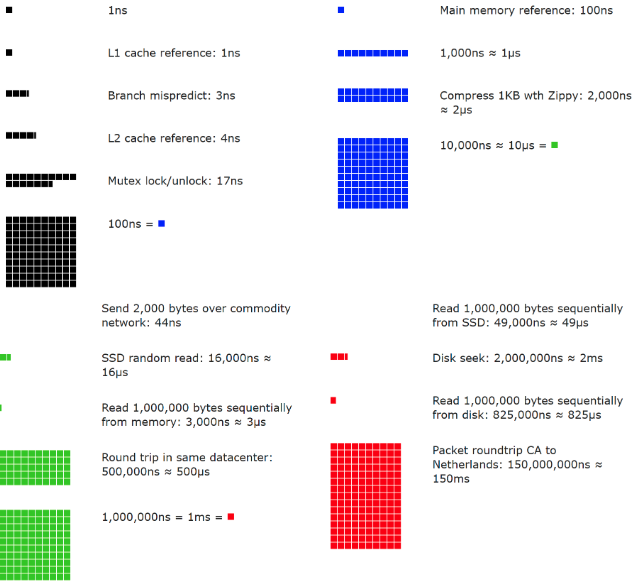 1ns
L1 cache reference: 1ns
Branch mispredict: 3ns
L2 cache reference: 4ns
Mutex lock/unlock: 17ns
100ns =
Main memory reference: 100ns
1,000ns ≈ 1µs
Compress 1KB wth Zippy: 2,000ns
≈ 2µs
10,000ns ≈ 10µs =
Send 2,000 bytes over commodity
network: 44ns
SSD random read: 16,000ns ≈
16µs
Read 1,000,000 bytes sequentially
from memory: 3,000ns ≈ 3µs
Round trip in same datacenter:
500,000ns ≈ 500µs
1,000,000ns = 1ms =
Read 1,000,000 bytes sequentially
from SSD: 49,000ns ≈ 49µs
Disk seek: 2,000,000ns ≈ 2ms
Read 1,000,000 bytes sequentially
from disk: 825,000ns ≈ 825µs
Packet roundtrip CA to
Netherlands: 150,000,000ns ≈
150ms